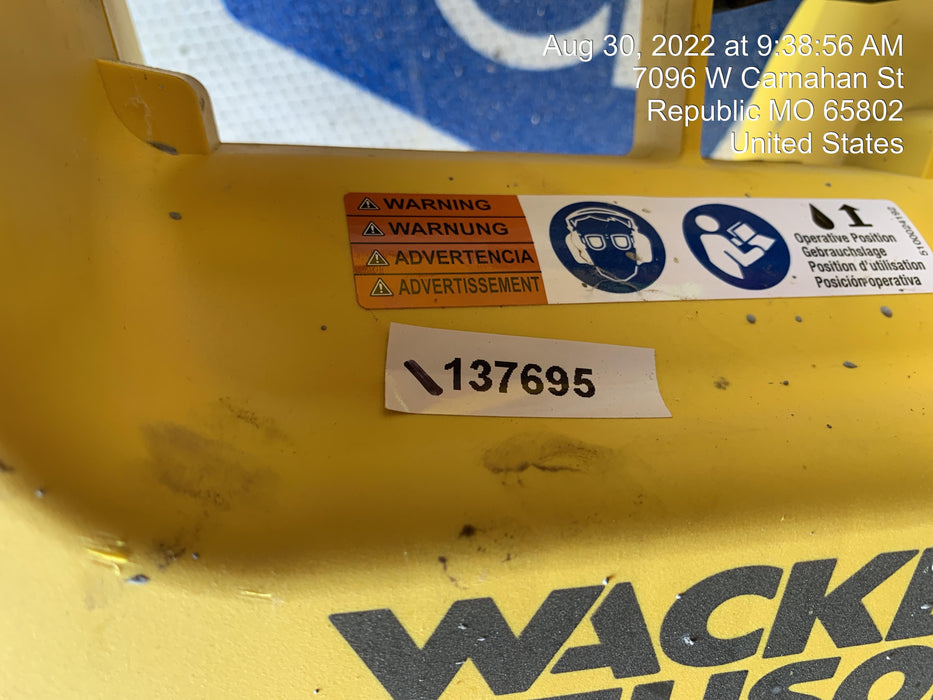 Aug 30, 2022 at 9:38:56 AM
7096 W Carnahan St
Republic MO 65802
United States
WARNING
WARNUNG
ADVERTENCIA
ADVERTISSEMENT
Operative Position
Gebrauchslage
Position d'utilisation
Posición operativa
5100024192
137695
WACKE